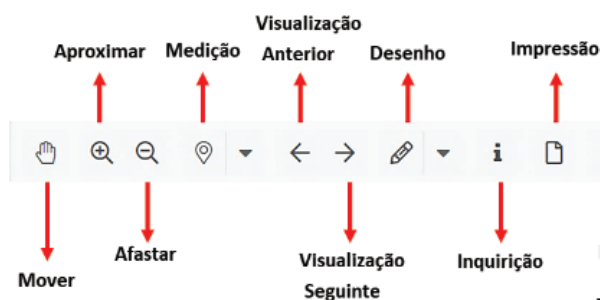 Visualização
Aproximar Medição Anterior Desenho Impressão
Afastar Visualização Inquirição
Mover Seguinte